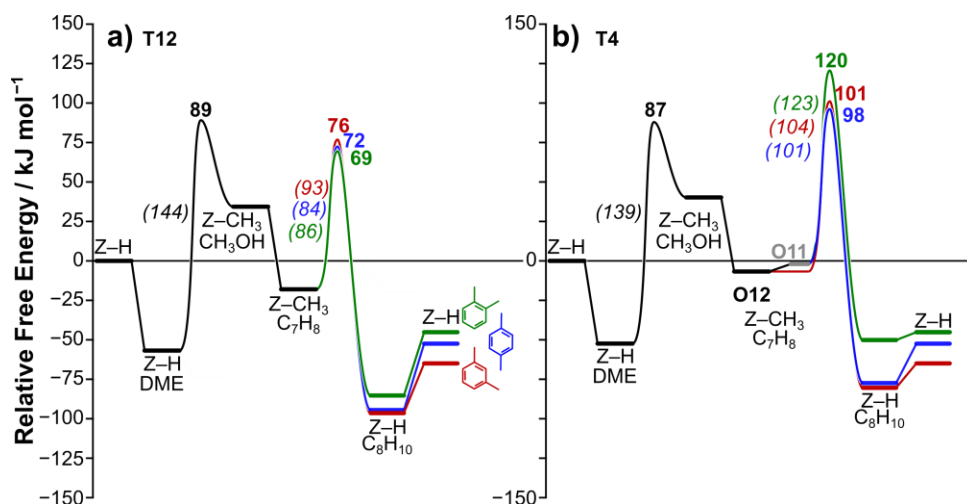 Relative Free Energy / kJ mol⁻¹
a) T12
150
125
100
75
50
25
0
−25
−50
−75
−100
−125
−150
Z–H
Z–H
DME
(144)
89
Z–CH₃
CH₃OH
Z–CH₃
C₇H₈
(93)
(84)
(86)
76
72
69
Z–H
C₈H₁₀
Z–H
b) T4
150
0
−150
Z–H
Z–H
DME
(139)
87
Z–CH₃
CH₃OH
O11
O12
Z–CH₃
C₇H₈
(123)
(104)
(101)
120
101
98
Z–H
C₈H₁₀
Z–H